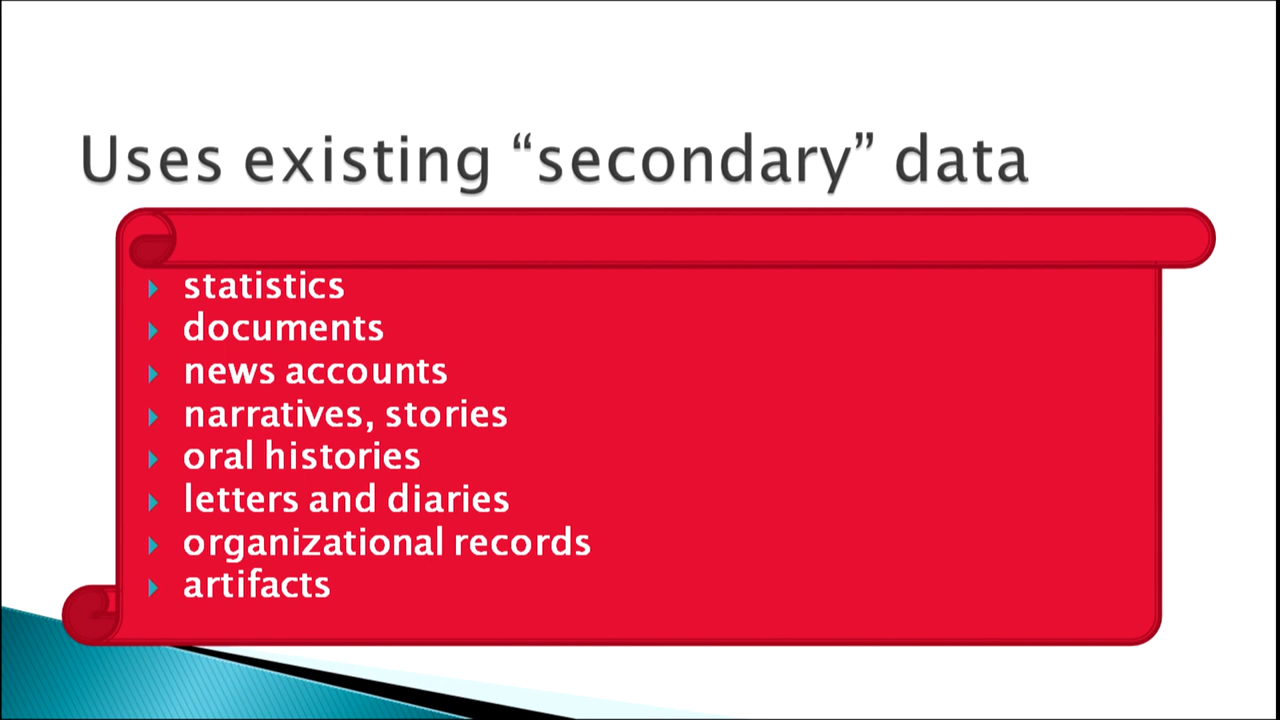 Uses existing “secondary” data
statistics
documents
news accounts
narratives, stories
oral histories
letters and diaries
organizational records
artifacts